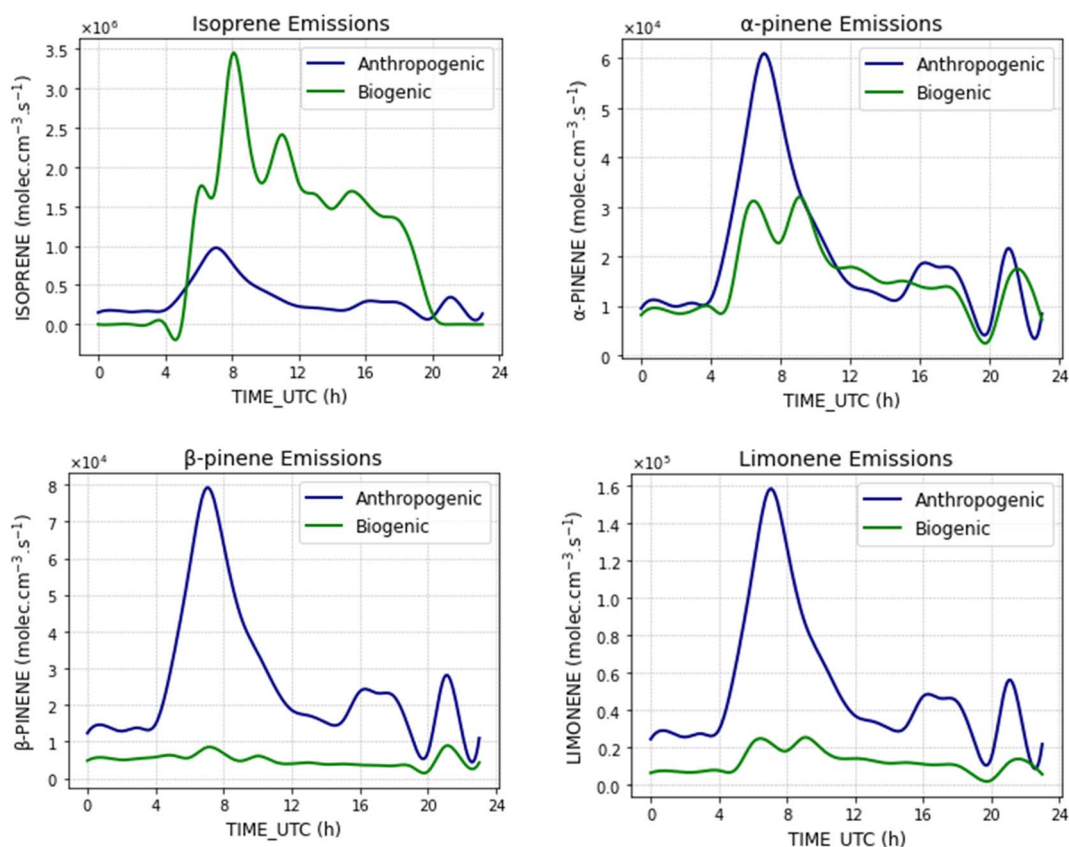 Isoprene Emissions
×10⁶
ISOPRENE (molec.cm⁻³.s⁻¹)
3.5
3.0
2.5
2.0
1.5
1.0
0.5
0.0
Anthropogenic
Biogenic
0 4 8 12 16 20 24
TIME_UTC (h)
α-pinene Emissions
×10⁴
α-PINENE (molec.cm⁻³.s⁻¹)
6
5
4
3
2
1
0
Anthropogenic
Biogenic
0 4 8 12 16 20 24
TIME_UTC (h)
β-pinene Emissions
×10⁴
β-PINENE (molec.cm⁻³.s⁻¹)
8
7
6
5
4
3
2
1
0
Anthropogenic
Biogenic
0 4 8 12 16 20 24
TIME_UTC (h)
Limonene Emissions
×10⁵
LIMONENE (molec.cm⁻³.s⁻¹)
1.6
1.4
1.2
1.0
0.8
0.6
0.4
0.2
0.0
Anthropogenic
Biogenic
0 4 8 12 16 20 24
TIME_UTC (h)